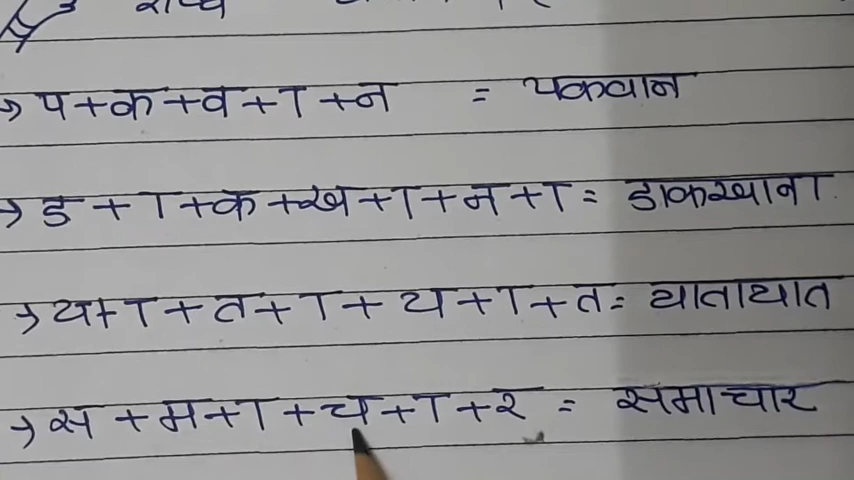 → प+क+व+ा+न = पकवान
→ ड+ा+क+ख+ा+न+ा = डाकखाना
→ य+ा+त+ा+य+ा+त = यातायात
→ स+म+ा+च+ा+र = समाचार